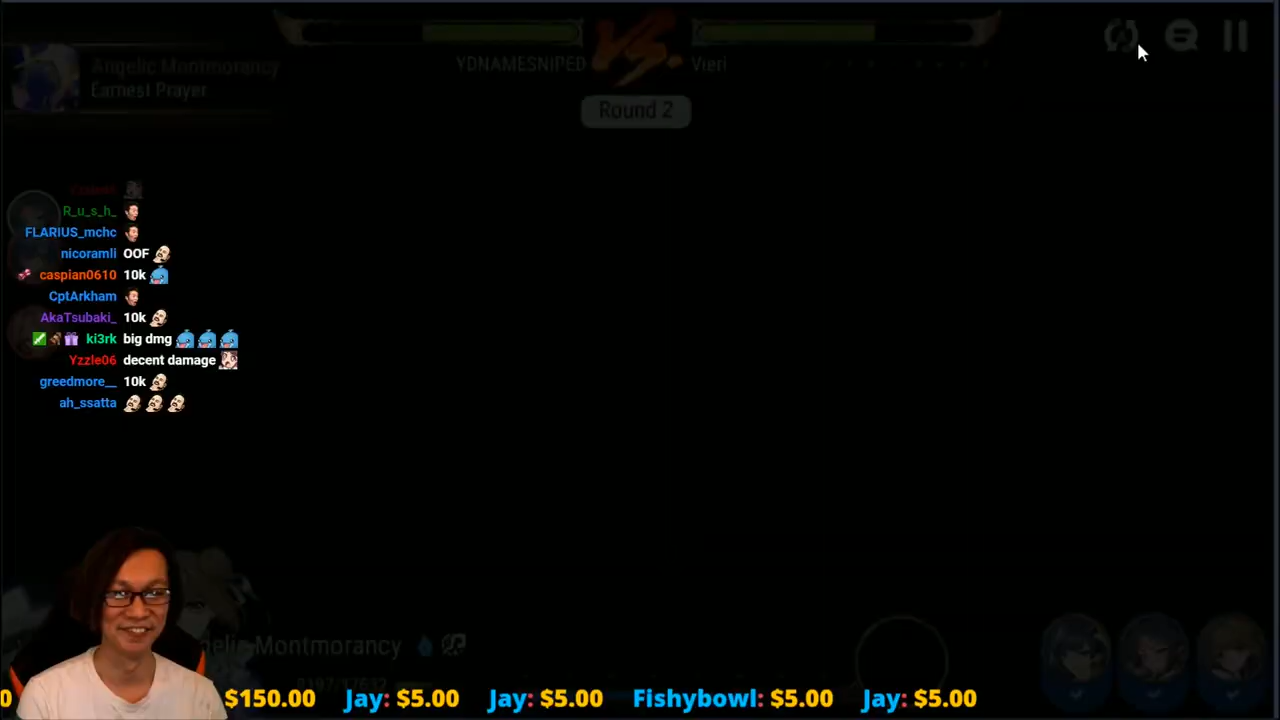 Angelic Montmorancy
Earnest Prayer
YDNAMESNIPED
VS.
Vieri
Round 2
R_u_s_h_
FLARIUS_mchc
nicoramli OOF
caspian0610 10k
CptArkham
AkaTsubaki_ 10k
ki3rk big dmg
Yzzle06 decent damage
greedmore__ 10k
ah_ssatta
Montmorancy
0 $150.00 Jay: $5.00 Jay: $5.00 Fishybowl: $5.00 Jay: $5.00